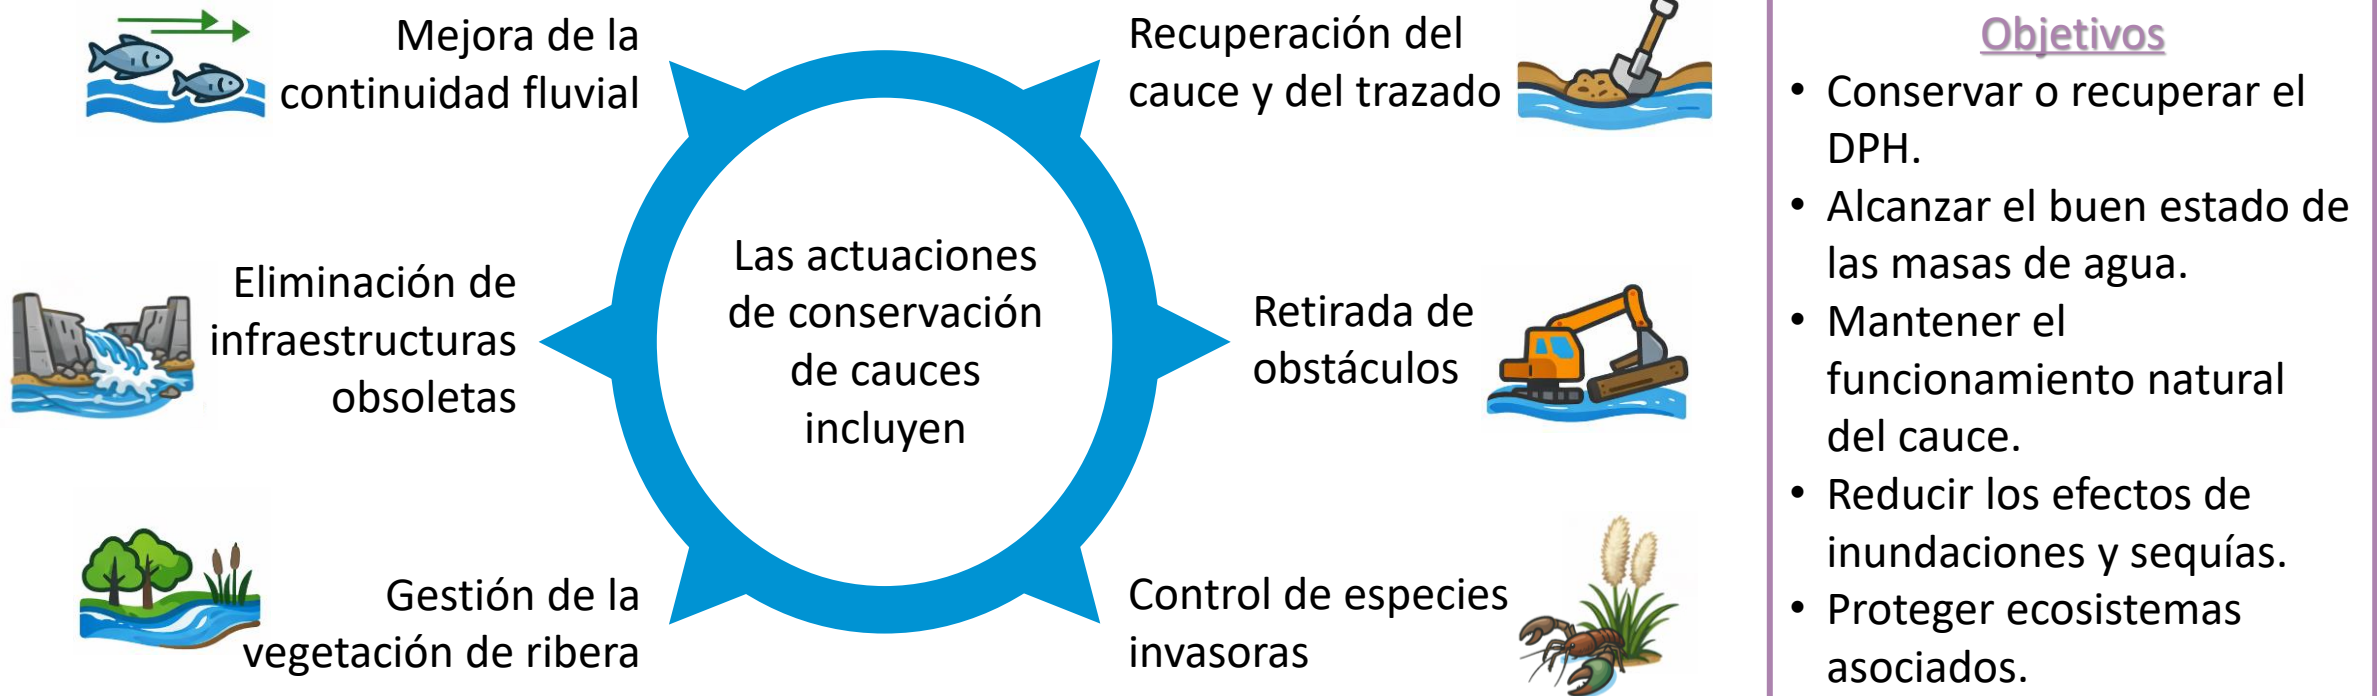 Mejora de la
continuidad fluvial
Recuperación del
cauce y del trazado
Eliminación de
infraestructuras
obsoletas
Las actuaciones
de conservación
de cauces
incluyen
Retirada de
obstáculos
Gestión de la
vegetación de ribera
Control de especies
invasoras
Objetivos
• Conservar o recuperar el
DPH.
• Alcanzar el buen estado de
las masas de agua.
• Mantener el
funcionamiento natural
del cauce.
• Reducir los efectos de
inundaciones y sequías.
• Proteger ecosistemas
asociados.